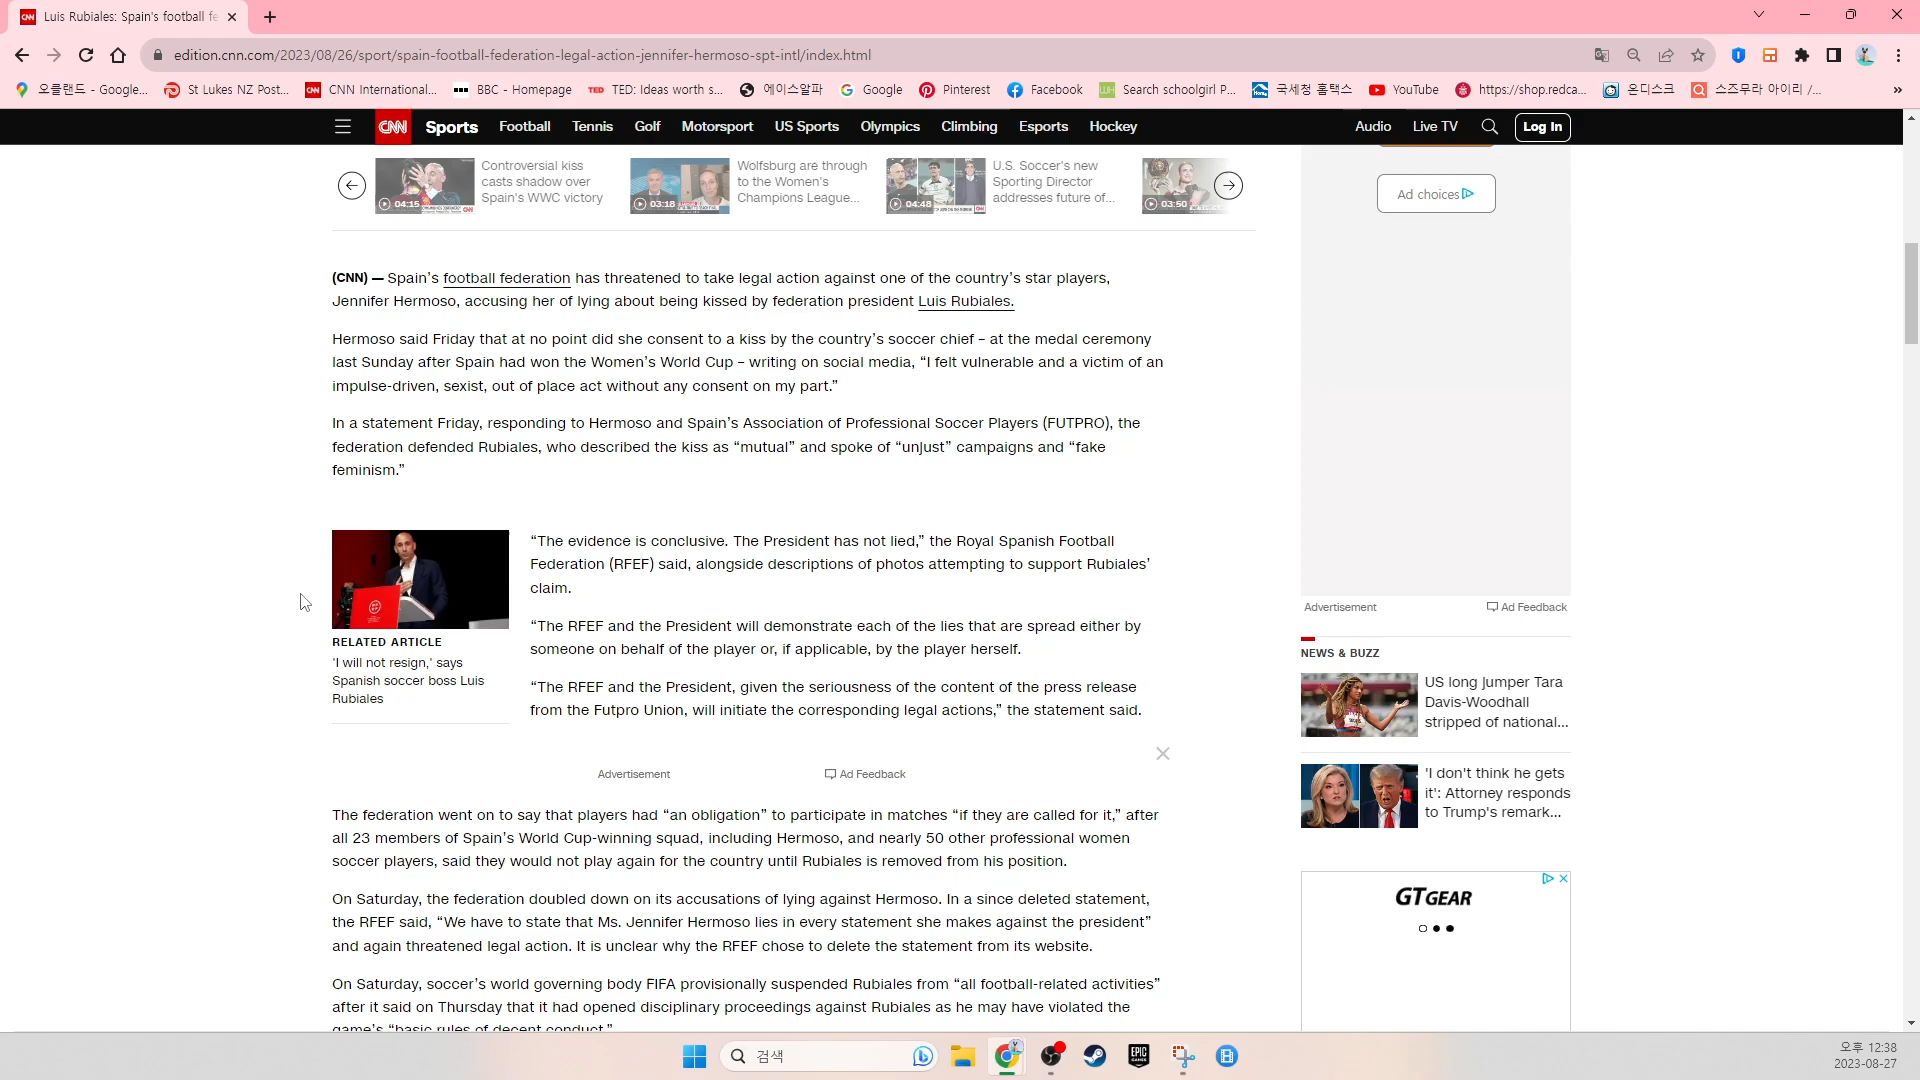 Luis Rubiales: Spain's football fe
edition.cnn.com/2023/08/26/sport/spain-football-federation-legal-action-jennifer-hermoso-spt-intl/index.html
오클랜드 - Google...
St Lukes NZ Post...
CNN International...
BBC - Homepage
TED: Ideas worth s...
에이스알파
Google
Pinterest
Facebook
Search schoolgirl P...
국세청 홈택스
YouTube
https://shop.redca...
온디스크
스즈무라 아이리 /...
»
CNN Sports Football Tennis Golf Motorsport US Sports Olympics Climbing Esports Hockey Audio Live TV Log In
Controversial kiss
casts shadow over
Spain's WWC victory
04:15
Wolfsburg are through
to the Women's
Champions League...
03:18
U.S. Soccer's new
Sporting Director
addresses future of...
04:48
03:50
Ad choices
(CNN) — Spain’s football federation has threatened to take legal action against one of the country’s star players,
Jennifer Hermoso, accusing her of lying about being kissed by federation president Luis Rubiales.
Hermoso said Friday that at no point did she consent to a kiss by the country’s soccer chief – at the medal ceremony
last Sunday after Spain had won the Women’s World Cup – writing on social media, “I felt vulnerable and a victim of an
impulse-driven, sexist, out of place act without any consent on my part.”
In a statement Friday, responding to Hermoso and Spain’s Association of Professional Soccer Players (FUTPRO), the
federation defended Rubiales, who described the kiss as “mutual” and spoke of “unjust” campaigns and “fake
feminism.”
RELATED ARTICLE
'I will not resign,' says
Spanish soccer boss Luis
Rubiales
“The evidence is conclusive. The President has not lied,” the Royal Spanish Football
Federation (RFEF) said, alongside descriptions of photos attempting to support Rubiales’
claim.
“The RFEF and the President will demonstrate each of the lies that are spread either by
someone on behalf of the player or, if applicable, by the player herself.
“The RFEF and the President, given the seriousness of the content of the press release
from the Futpro Union, will initiate the corresponding legal actions,” the statement said.
Advertisement
Ad Feedback
The federation went on to say that players had “an obligation” to participate in matches “if they are called for it,” after
all 23 members of Spain’s World Cup-winning squad, including Hermoso, and nearly 50 other professional women
soccer players, said they would not play again for the country until Rubiales is removed from his position.
On Saturday, the federation doubled down on its accusations of lying against Hermoso. In a since deleted statement,
the RFEF said, “We have to state that Ms. Jennifer Hermoso lies in every statement she makes against the president”
and again threatened legal action. It is unclear why the RFEF chose to delete the statement from its website.
On Saturday, soccer’s world governing body FIFA provisionally suspended Rubiales from “all football-related activities”
after it said on Thursday that it had opened disciplinary proceedings against Rubiales as he may have violated the
game’s “basic rules of decent conduct.”
Advertisement
Ad Feedback
NEWS & BUZZ
US long jumper Tara
Davis-Woodhall
stripped of national...
'I don't think he gets
it': Attorney responds
to Trump's remark...
GTGEAR
검색
EPIC
GAMES
오후 12:38
2023-08-27